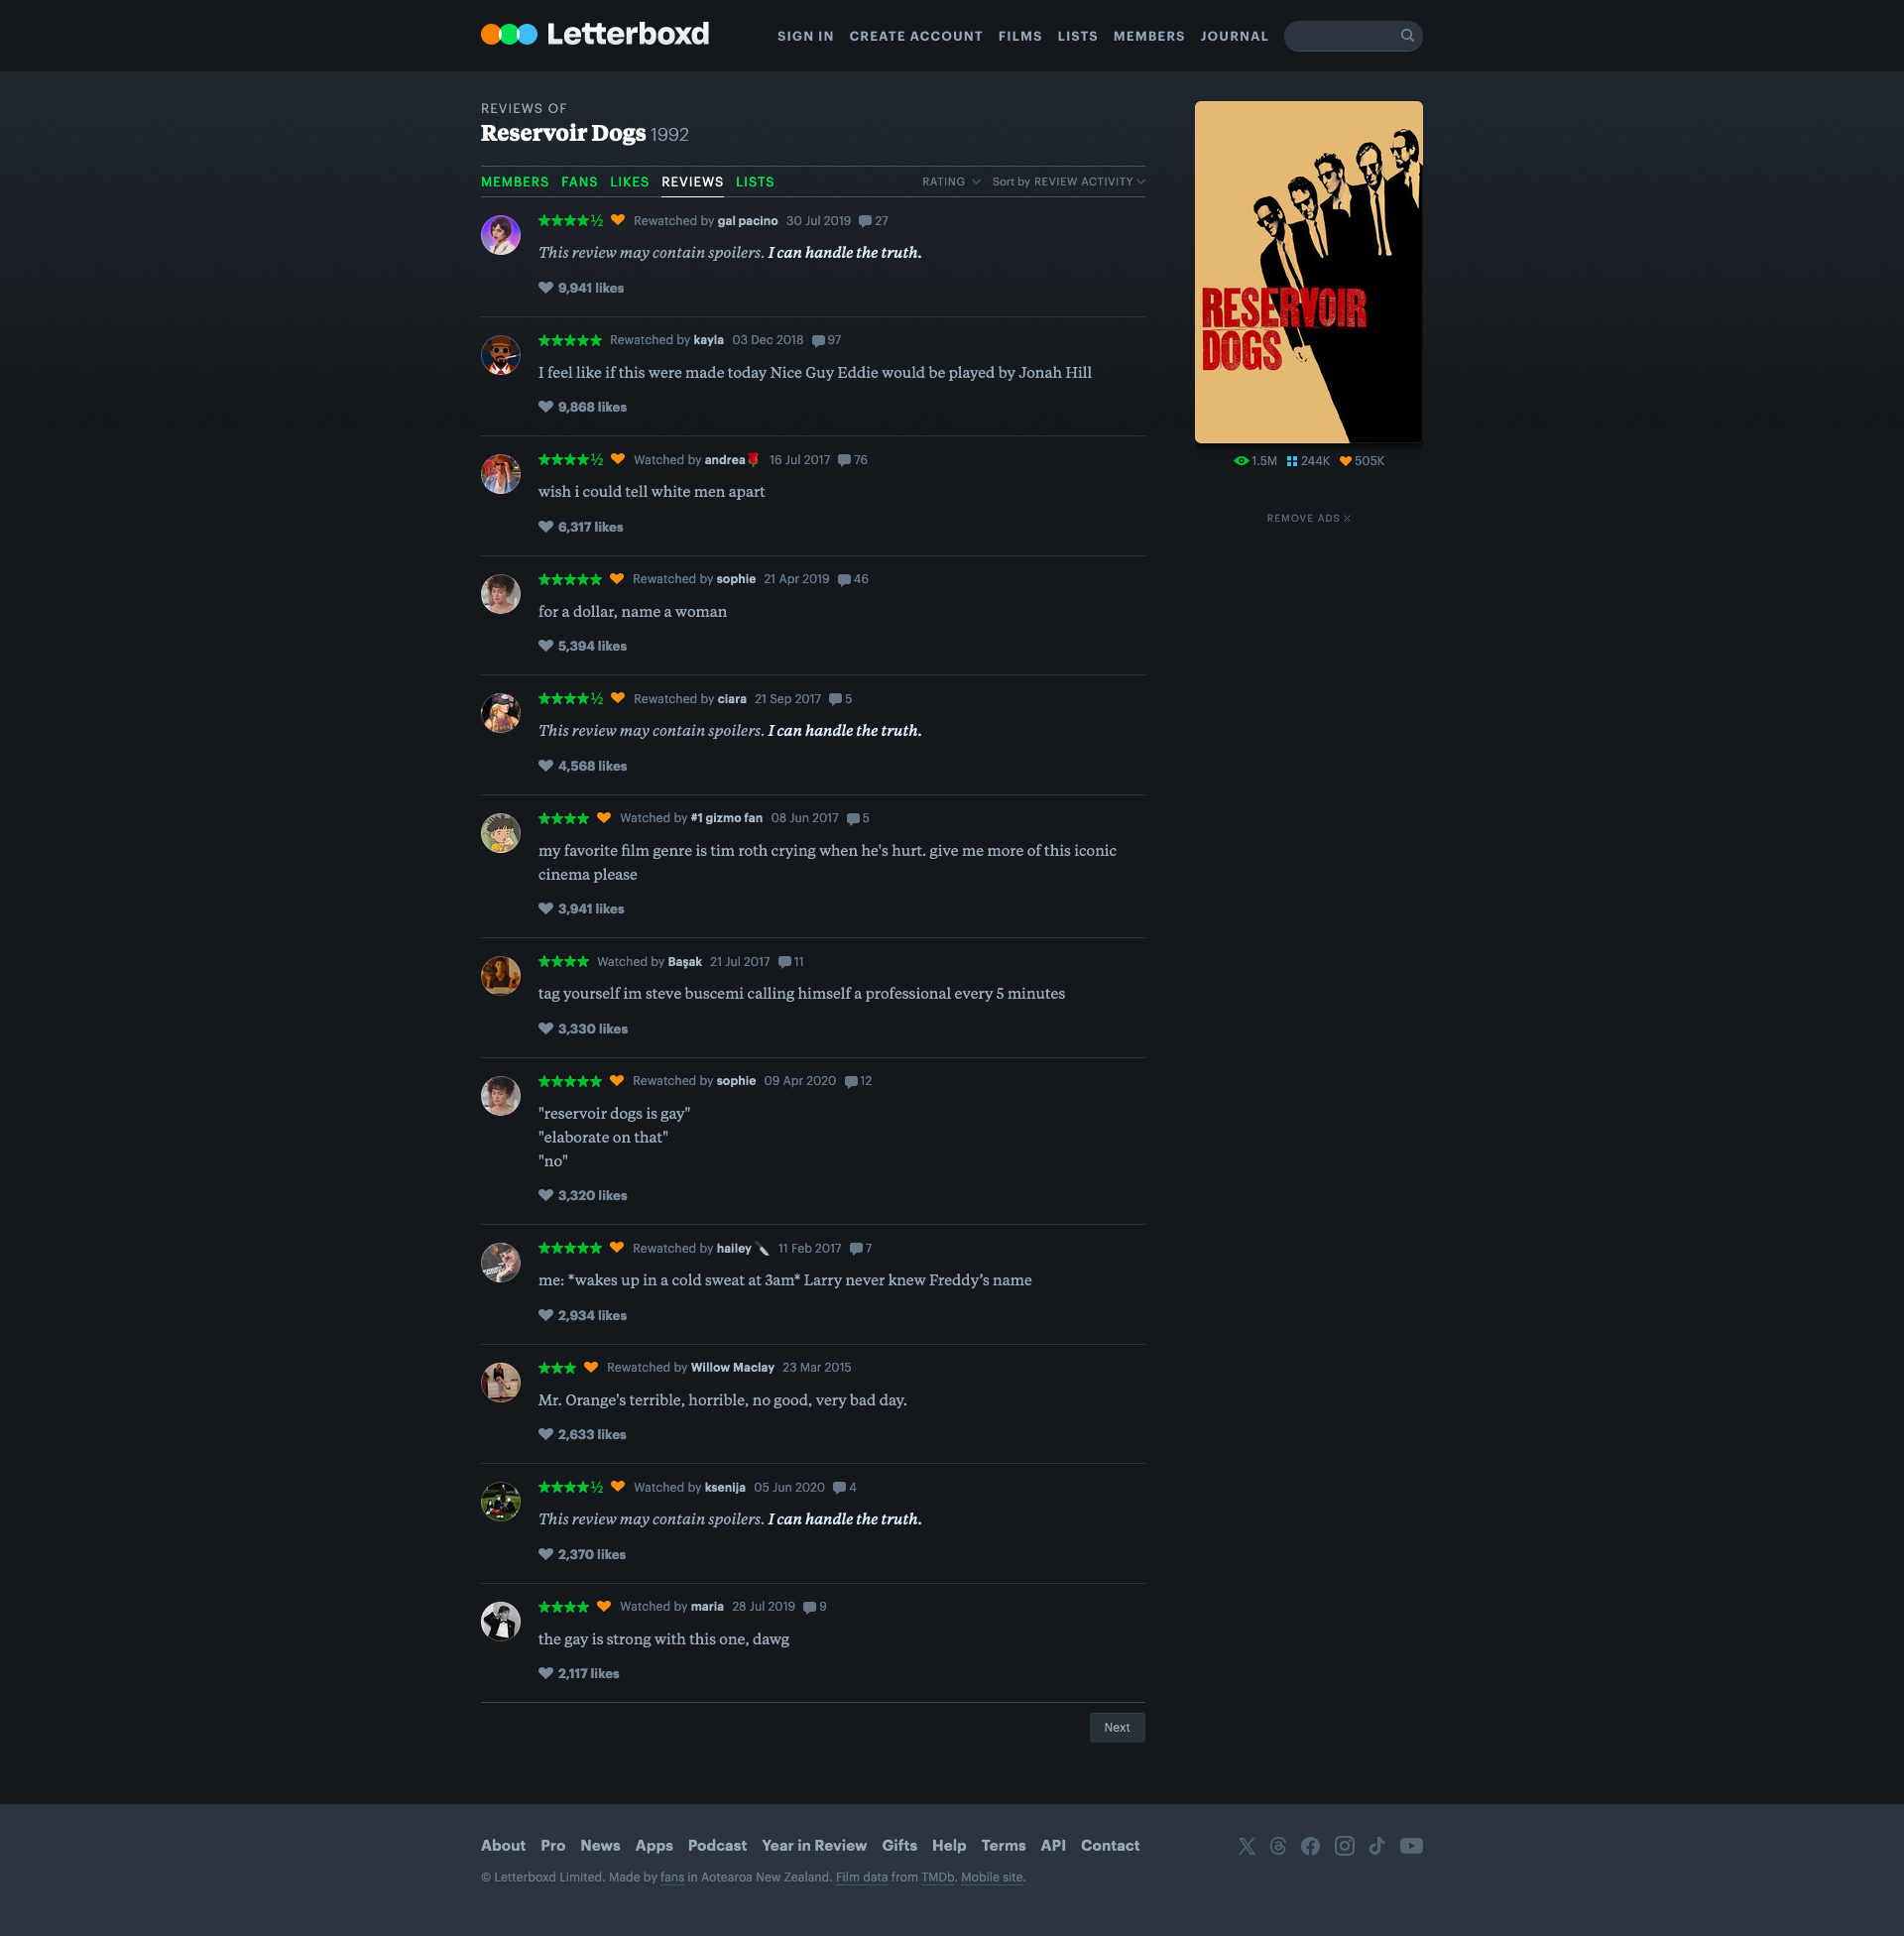 Letterboxd
SIGN IN CREATE ACCOUNT FILMS LISTS MEMBERS JOURNAL
REVIEWS OF
Reservoir Dogs 1992
MEMBERS FANS LIKES REVIEWS LISTS RATING Sort by REVIEW ACTIVITY
★★★★½ Rewatched by gal pacino 30 Jul 2019 27
This review may contain spoilers. I can handle the truth.
9,941 likes
★★★★★ Rewatched by kayla 03 Dec 2018 97
I feel like if this were made today Nice Guy Eddie would be played by Jonah Hill
9,868 likes
★★★★½ Watched by andrea🌹 16 Jul 2017 76
wish i could tell white men apart
6,317 likes
★★★★★ Rewatched by sophie 21 Apr 2019 46
for a dollar, name a woman
5,394 likes
★★★★½ Rewatched by ciara 21 Sep 2017 5
This review may contain spoilers. I can handle the truth.
4,568 likes
★★★★ Watched by #1 gizmo fan 08 Jun 2017 5
my favorite film genre is tim roth crying when he's hurt. give me more of this iconic
cinema please
3,941 likes
★★★★ Watched by Başak 21 Jul 2017 11
tag yourself im steve buscemi calling himself a professional every 5 minutes
3,330 likes
★★★★★ Rewatched by sophie 09 Apr 2020 12
"reservoir dogs is gay"
"elaborate on that"
"no"
3,320 likes
★★★★★ Rewatched by hailey 🔪 11 Feb 2017 7
me: *wakes up in a cold sweat at 3am* Larry never knew Freddy’s name
2,934 likes
★★★ Rewatched by Willow Maclay 23 Mar 2015
Mr. Orange's terrible, horrible, no good, very bad day.
2,633 likes
★★★★½ Watched by ksenija 05 Jun 2020 4
This review may contain spoilers. I can handle the truth.
2,370 likes
★★★★ Watched by maria 28 Jul 2019 9
the gay is strong with this one, dawg
2,117 likes
Next
RESERVOIR
DOGS
1.5M 244K 505K
REMOVE ADS
About Pro News Apps Podcast Year in Review Gifts Help Terms API Contact
© Letterboxd Limited. Made by fans in Aotearoa New Zealand. Film data from TMDb. Mobile site.